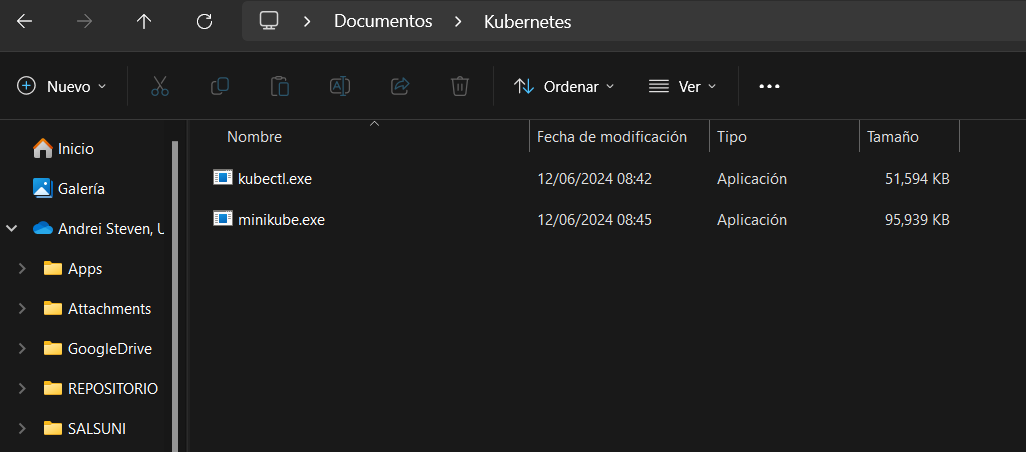 Documentos Kubernetes
Nuevo Ordenar Ver
Nombre Fecha de modificación Tipo Tamaño
kubectl.exe 12/06/2024 08:42 Aplicación 51,594 KB
minikube.exe 12/06/2024 08:45 Aplicación 95,939 KB
Inicio
Galería
Andrei Steven, U
Apps
Attachments
GoogleDrive
REPOSITORIO
SALSUNI